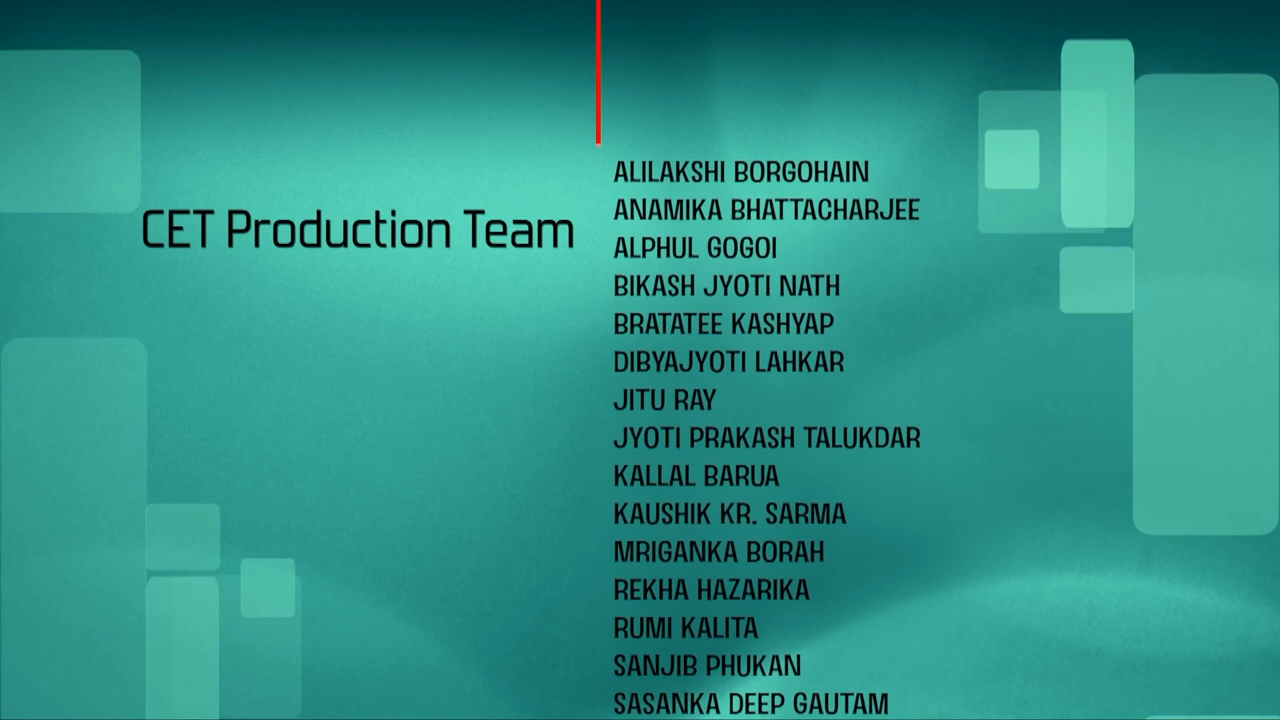 CET Production Team
ALILAKSHI BORGOHAIN
ANAMIKA BHATTACHARJEE
ALPHUL GOGOI
BIKASH JYOTI NATH
BRATATEE KASHYAP
DIBYAJYOTI LAHKAR
JITU RAY
JYOTI PRAKASH TALUKDAR
KALLAL BARUA
KAUSHIK KR. SARMA
MRIGANKA BORAH
REKHA HAZARIKA
RUMI KALITA
SANJIB PHUKAN
SASANKA DEEP GAUTAM